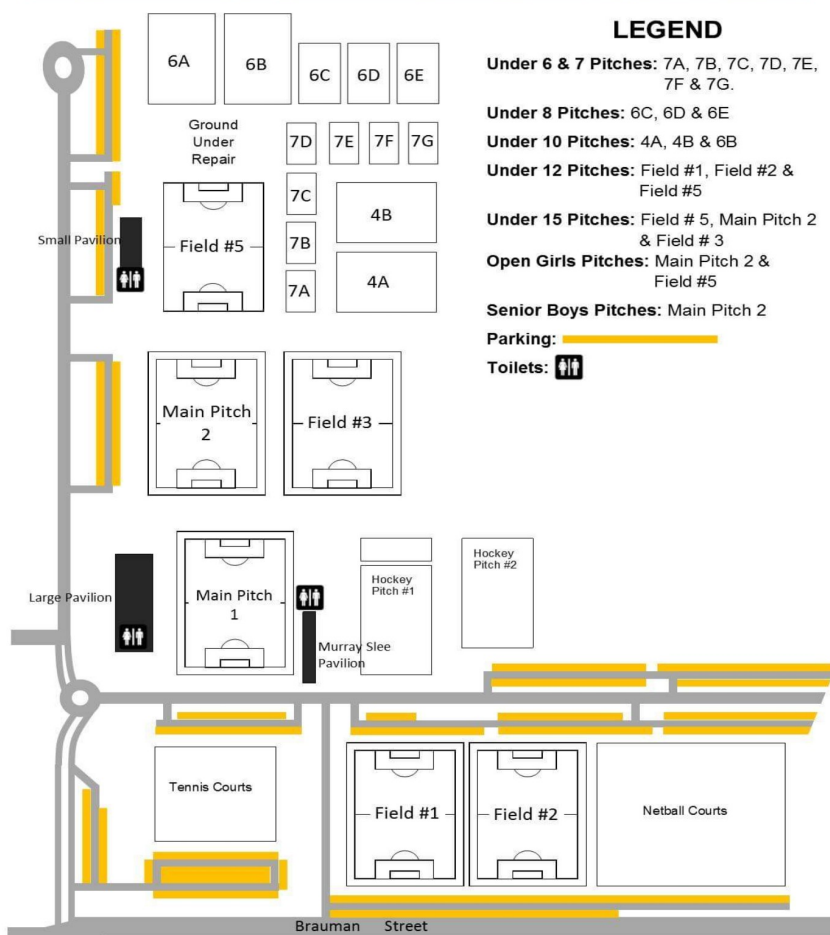 LEGEND
Under 6 & 7 Pitches: 7A, 7B, 7C, 7D, 7E,
7F & 7G.
Under 8 Pitches: 6C, 6D & 6E
Under 10 Pitches: 4A, 4B & 6B
Under 12 Pitches: Field #1, Field #2 &
Field #5
Under 15 Pitches: Field # 5, Main Pitch 2
& Field # 3
Open Girls Pitches: Main Pitch 2 &
Field #5
Senior Boys Pitches: Main Pitch 2
Parking:
Toilets:
6A
6B
6C
6D
6E
Ground
Under
Repair
7D
7E
7F
7G
7C
4B
Small Pavilion
Field #5
7B
7A
4A
Main Pitch
2
Field #3
Large Pavilion
Main Pitch
1
Murray Slee
Pavilion
Hockey
Pitch #1
Hockey
Pitch #2
Tennis Courts
Field #1
Field #2
Netball Courts
Brauman Street